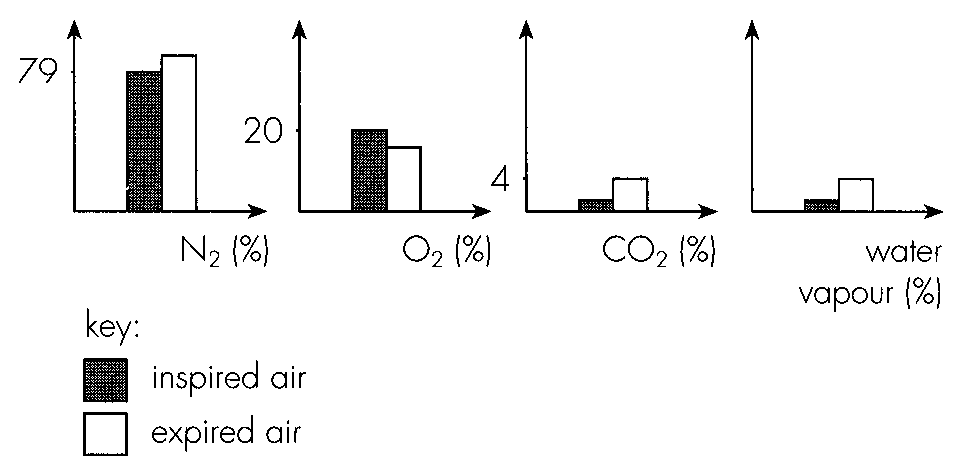 79
20
4
N₂ (%)
O₂ (%)
CO₂ (%)
water
vapour (%)
key:
inspired air
expired air